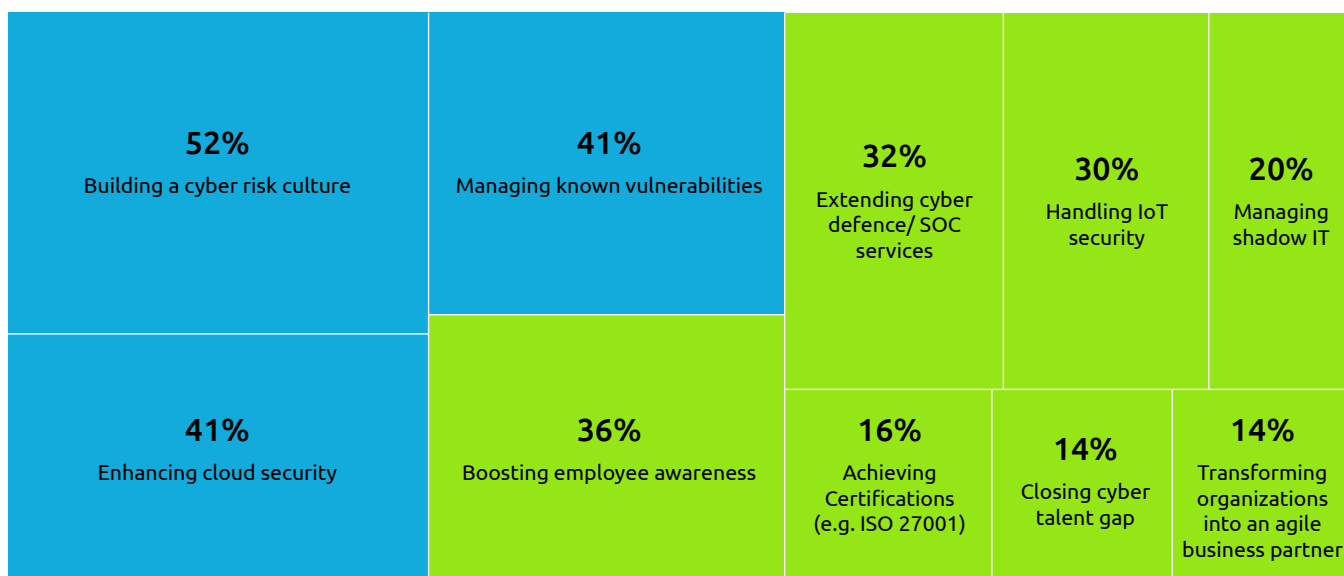 52%
Building a cyber risk culture
41%
Managing known vulnerabilities
32%
Extending cyber
defence/ SOC
services
30%
Handling IoT
security
20%
Managing
shadow IT
41%
Enhancing cloud security
36%
Boosting employee awareness
16%
Achieving
Certifications
(e.g. ISO 27001)
14%
Closing cyber
talent gap
14%
Transforming
organizations
into an agile
business partner